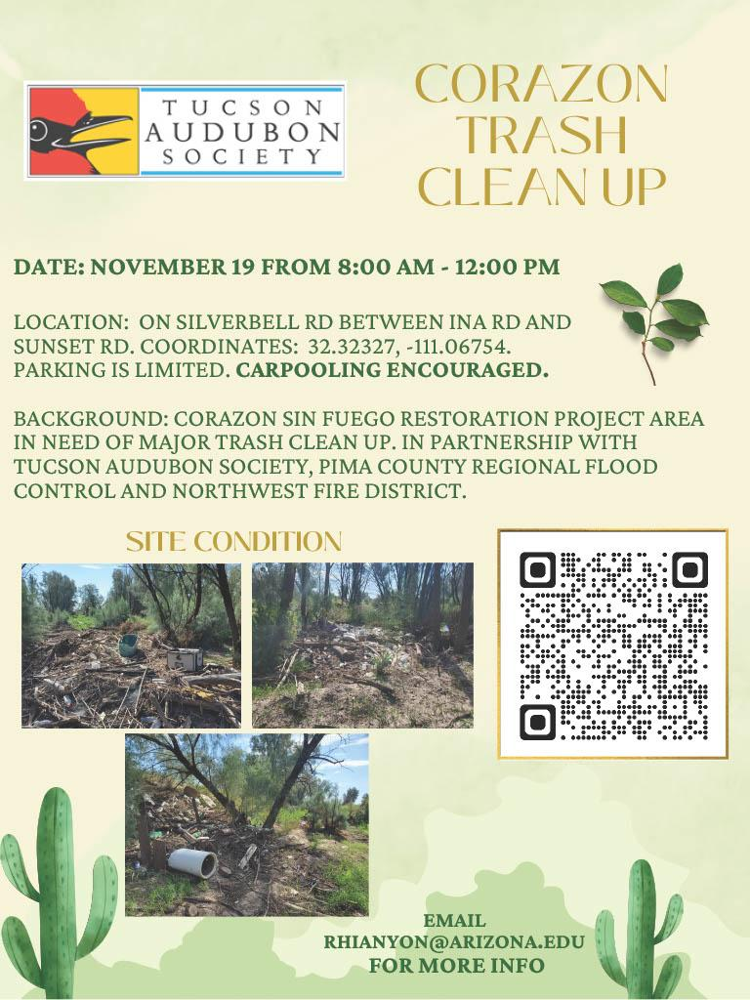 TUCSON
AUDUBON
SOCIETY
CORAZON
TRASH
CLEAN UP
DATE: NOVEMBER 19 FROM 8:00 AM - 12:00 PM
LOCATION: ON SILVERBELL RD BETWEEN INA RD AND
SUNSET RD. COORDINATES: 32.32327, -111.06754.
PARKING IS LIMITED. CARPOOLING ENCOURAGED.
BACKGROUND: CORAZON SIN FUEGO RESTORATION PROJECT AREA
IN NEED OF MAJOR TRASH CLEAN UP. IN PARTNERSHIP WITH
TUCSON AUDUBON SOCIETY, PIMA COUNTY REGIONAL FLOOD
CONTROL AND NORTHWEST FIRE DISTRICT.
SITE CONDITION
EMAIL
RHIANYON@ARIZONA.EDU
FOR MORE INFO